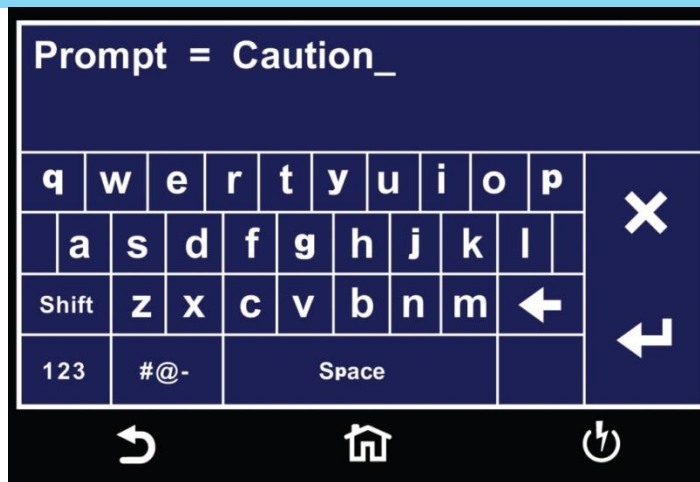 Prompt = Caution_
q w e r t y u i o p
a s d f g h j k l
Shift z x c v b n m
123 #@- Space